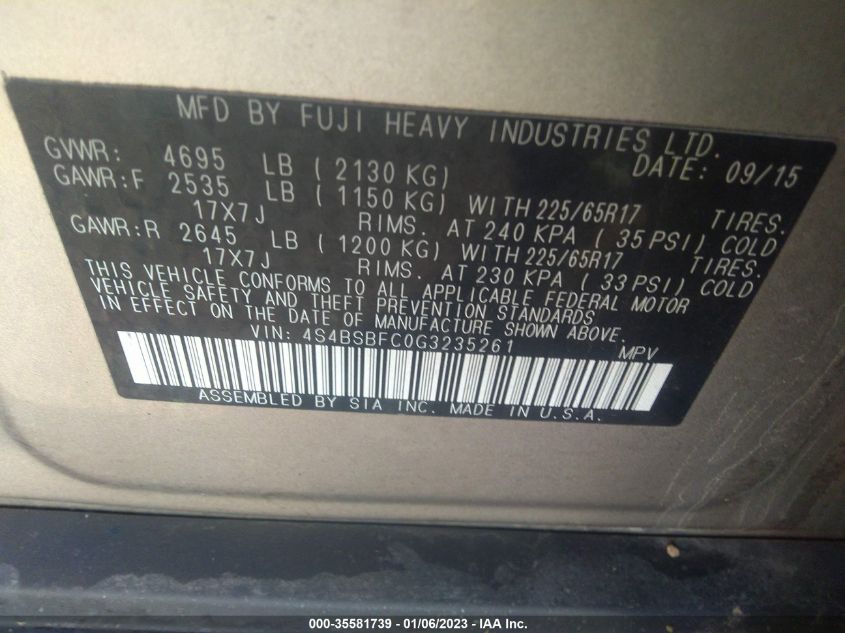 MFD BY FUJI HEAVY INDUSTRIES LTD.
GVWR: 4695 LB ( 2130 KG) DATE: 09/15
GAWR:F 2535 LB ( 1150 KG) WITH 225/65R17 TIRES.
17X7J RIMS. AT 240 KPA ( 35 PSI) COLD
GAWR:R 2645 LB ( 1200 KG) WITH 225/65R17 TIRES.
17X7J RIMS. AT 230 KPA ( 33 PSI) COLD
THIS VEHICLE CONFORMS TO ALL APPLICABLE FEDERAL MOTOR
VEHICLE SAFETY AND THEFT PREVENTION STANDARDS
IN EFFECT ON THE DATE OF MANUFACTURE SHOWN ABOVE.
VIN: 4S4BSBFC0G3235261 MPV
ASSEMBLED BY SIA INC. MADE IN U.S.A.
000-35581739 - 01/06/2023 - IAA Inc.